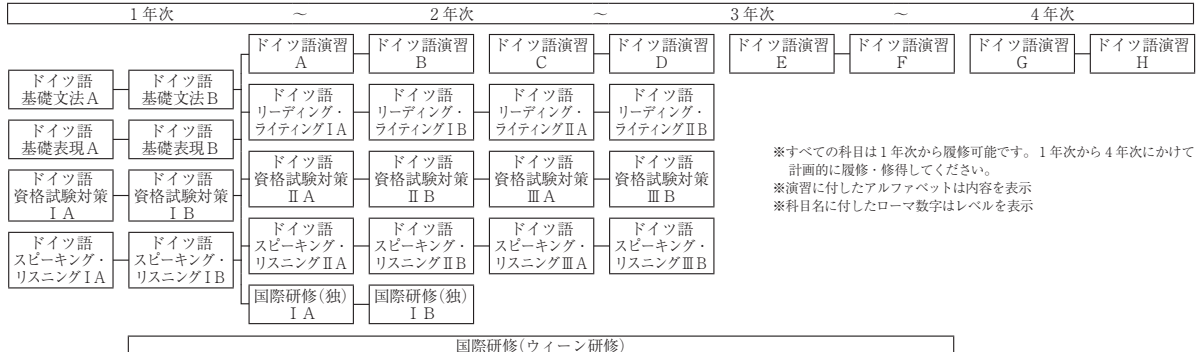 1年次 ～ 2年次 ～ 3年次 ～ 4年次
ドイツ語演習
A
ドイツ語演習
B
ドイツ語演習
C
ドイツ語演習
D
ドイツ語演習
E
ドイツ語演習
F
ドイツ語演習
G
ドイツ語演習
H
ドイツ語
基礎文法A
ドイツ語
基礎文法B
ドイツ語
リーディング・
ライティングⅠA
ドイツ語
リーディング・
ライティングⅠB
ドイツ語
リーディング・
ライティングⅡA
ドイツ語
リーディング・
ライティングⅡB
ドイツ語
基礎表現A
ドイツ語
基礎表現B
ドイツ語
資格試験対策
ⅠA
ドイツ語
資格試験対策
ⅠB
ドイツ語
資格試験対策
ⅡA
ドイツ語
資格試験対策
ⅡB
ドイツ語
資格試験対策
ⅢA
ドイツ語
資格試験対策
ⅢB
ドイツ語
スピーキング・
リスニングⅠA
ドイツ語
スピーキング・
リスニングⅠB
ドイツ語
スピーキング・
リスニングⅡA
ドイツ語
スピーキング・
リスニングⅡB
ドイツ語
スピーキング・
リスニングⅢA
ドイツ語
スピーキング・
リスニングⅢB
国際研修(独)
ⅠA
国際研修(独)
ⅠB
国際研修(ウィーン研修)
※すべての科目は1年次から履修可能です。1年次から4年次にかけて
計画的に履修・修得してください。
※演習に付したアルファベットは内容を表示
※科目名に付したローマ数字はレベルを表示